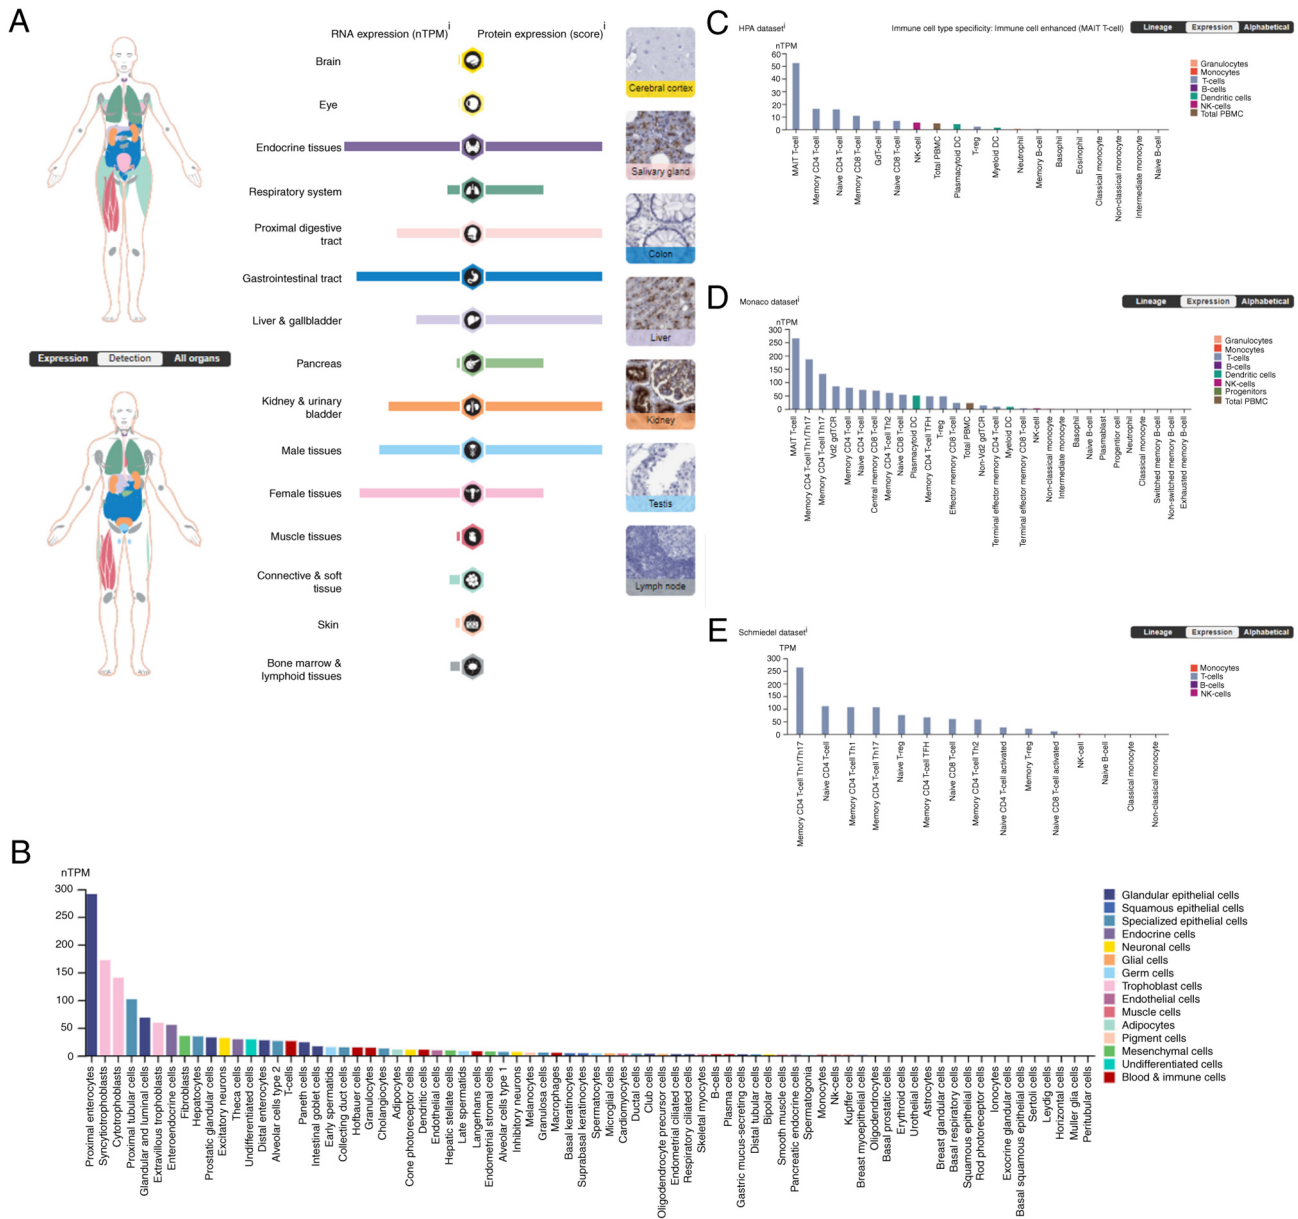 A
RNA expression (nTPM)i
Protein expression (score)i
Brain
Eye
Endocrine tissues
Respiratory system
Proximal digestive
tract
Gastrointestinal tract
Liver & gallbladder
Pancreas
Kidney & urinary
bladder
Male tissues
Female tissues
Muscle tissues
Connective & soft
tissue
Skin
Bone marrow &
lymphoid tissues
Expression Detection All organs
Cerebral cortex
Salivary gland
Colon
Liver
Kidney
Testis
Lymph node
C
HPA dataseti
Immune cell type specificity: Immune cell enhanced (MAIT T-cell)
Lineage Expression Alphabetical
nTPM
60
50
40
30
20
10
0
MAIT T-cell
Memory CD4 T-cell
Naive CD4 T-cell
Memory CD8 T-cell
GdT-cell
Naive CD8 T-cell
NK-cell
Total PBMC
Plasmacytoid DC
T-reg
Myeloid DC
Neutrophil
Memory B-cell
Basophil
Eosinophil
Classical monocyte
Non-classical monocyte
Intermediate monocyte
Naive B-cell
Granulocytes
Monocytes
T-cells
B-cells
Dendritic cells
NK-cells
Total PBMC
D
Monaco dataseti
Lineage Expression Alphabetical
nTPM
300
250
200
150
100
50
0
MAIT T-cell
Memory CD4 T-cell Th1/Th17
Memory CD4 T-cell Th17
Vd2 gdTCR
Memory CD4 T-cell
Naive CD4 T-cell
Central memory CD8 T-cell
Memory CD4 T-cell Th2
Naive CD8 T-cell
Plasmacytoid DC
Memory CD4 T-cell TFH
T-reg
Effector memory CD8 T-cell
Total PBMC
Non-Vd2 gdTCR
Terminal effector memory CD4 T-cell
Myeloid DC
Terminal effector memory CD8 T-cell
NK-cell
Non-classical monocyte
Intermediate monocyte
Basophil
Naive B-cell
Plasmablast
Progenitor cell
Neutrophil
Classical monocyte
Switched memory B-cell
Non-switched memory B-cell
Exhausted memory B-cell
Granulocytes
Monocytes
T-cells
B-cells
Dendritic cells
NK-cells
Progenitors
Total PBMC
E
Schmiedel dataseti
Lineage Expression Alphabetical
TPM
300
250
200
150
100
50
0
Memory CD4 T-cell Th1/Th17
Naive CD4 T-cell
Memory CD4 T-cell Th1
Memory CD4 T-cell Th17
Naive T-reg
Memory CD4 T-cell TFH
Naive CD8 T-cell
Memory CD4 T-cell Th2
Naive CD4 T-cell activated
Memory T-reg
Naive CD8 T-cell activated
NK-cell
Naive B-cell
Classical monocyte
Non-classical monocyte
Monocytes
T-cells
B-cells
NK-cells
B
nTPM
300
250
200
150
100
50
0
Proximal enterocytes
Syncytiotrophoblasts
Cytotrophoblasts
Proximal tubular cells
Glandular and luminal cells
Extravillous trophoblasts
Enteroendocrine cells
Fibroblasts
Hepatocytes
Prostatic glandular cells
Excitatory neurons
Theca cells
Undifferentiated cells
Distal enterocytes
Alveolar cells type 2
T-cells
Paneth cells
Intestinal goblet cells
Early spermatids
Collecting duct cells
Hofbauer cells
Granulocytes
Cholangiocytes
Adipocytes
Cone photoreceptor cells
Dendritic cells
Endothelial cells
Hepatic stellate cells
Late spermatids
Langerhans cells
Endometrial stromal cells
Alveolar cells type 1
Inhibitory neurons
Melanocytes
Granulosa cells
Macrophages
Basal keratinocytes
Suprabasal keratinocytes
Spermatocytes
Microglial cells
Cardiomyocytes
Ductal cells
Club cells
Oligodendrocyte precursor cells
Endometrial ciliated cells
Respiratory ciliated cells
Skeletal myocytes
B-cells
Plasma cells
Gastric mucus-secreting cells
Distal tubular cells
Bipolar cells
Smooth muscle cells
Pancreatic endocrine cells
Spermatogonia
Monocytes
NK-cells
Kupffer cells
Breast myoepithelial cells
Oligodendrocytes
Basal prostatic cells
Erythroid cells
Urothelial cells
Astrocytes
Breast glandular cells
Basal respiratory cells
Squamous epithelial cells
Rod photoreceptor cells
Ionocytes
Exocrine glandular cells
Basal squamous epithelial cells
Sertoli cells
Leydig cells
Horizontal cells
Muller glia cells
Peritubular cells
Glandular epithelial cells
Squamous epithelial cells
Specialized epithelial cells
Endocrine cells
Neuronal cells
Glial cells
Germ cells
Trophoblast cells
Endothelial cells
Muscle cells
Adipocytes
Pigment cells
Mesenchymal cells
Undifferentiated cells
Blood & immune cells